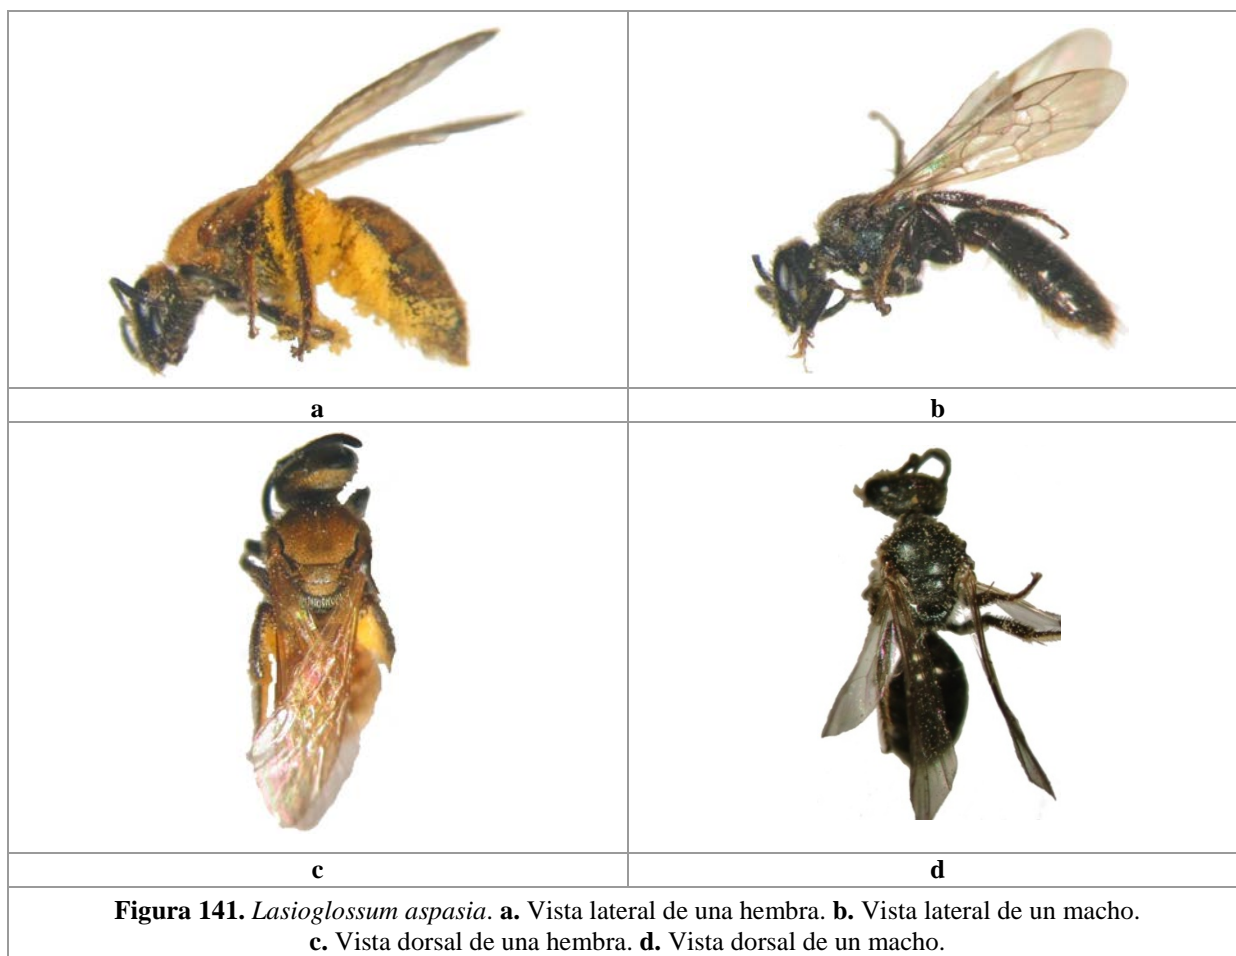 a
b
c
d
Figura 141. Lasioglossum aspasia. a. Vista lateral de una hembra. b. Vista lateral de un macho.
c. Vista dorsal de una hembra. d. Vista dorsal de un macho.